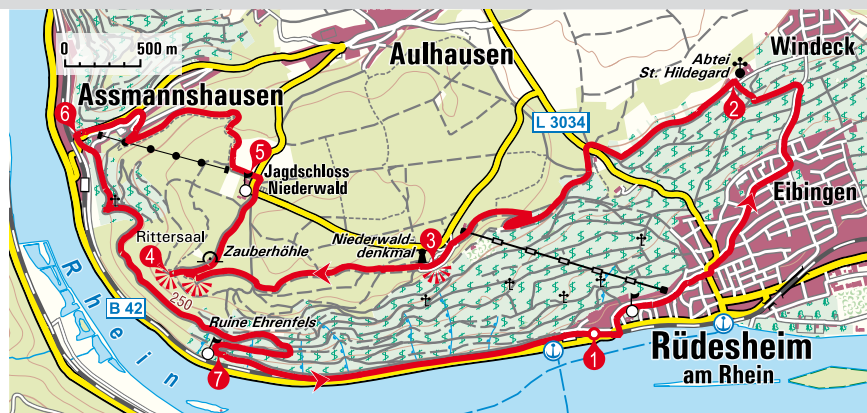 0 500 m
Aulhausen
Windeck
Abtei
St. Hildegard
2
Assmannshausen
6
L 3034
5
Jagdschloss
Niederwald
Eibingen
Rittersaal
4
Zauberhöhle
Niederwald-
denkmal
3
250
B 42
Rhein
Ruine Ehrenfels
7
1
Rüdesheim
am Rhein